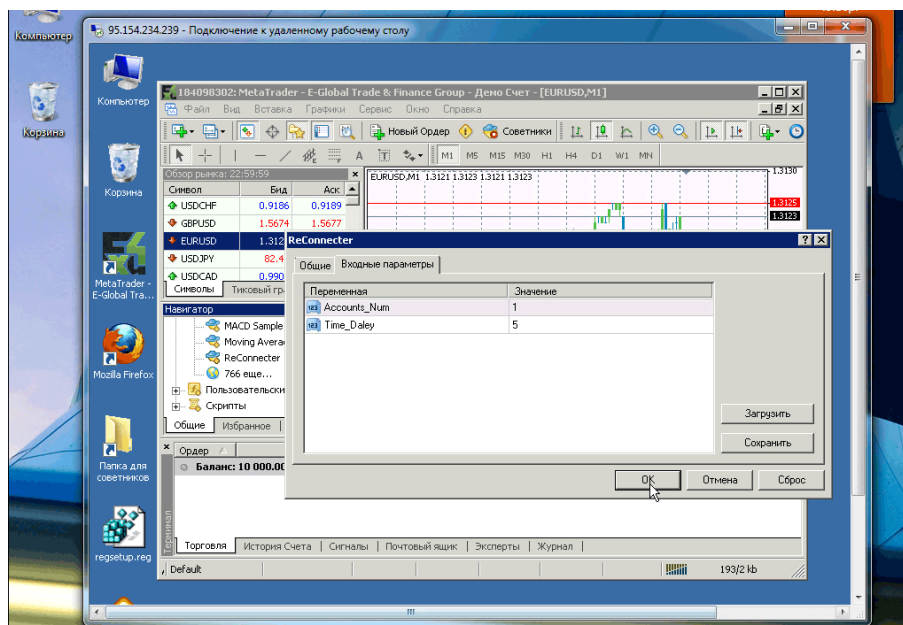 Компьютер
95.154.234.239 - Подключение к удаленному рабочему столу
Корзина
Компьютер
Корзина
MetaTrader -
E-Global Tra...
Mozilla Firefox
Папка для
советников
regsetup.reg
184098302: MetaTrader - E-Global Trade & Finance Group - Демо Счет - [EURUSD,M1]
Файл Вид Вставка Графики Сервис Окно Справка
Новый Ордер Советники
A T M1 M5 M15 M30 H1 H4 D1 W1 MN
Обзор рынка: 22:59:59
Символ Бид Аск
USDCHF 0.9186 0.9189
GBPUSD 1.5674 1.5677
EURUSD 1.312
USDJPY 82.4
USDCAD 0.990
Символы Тиковый гр
EURUSD,M1 1.3121 1.3123 1.3121 1.3123
1.3130
1.3125
1.3123
Навигатор
MACD Sample
Moving Avera
ReConnecter
766 еще...
Пользовательски
Скрипты
Общие Избранное
ReConnecter
Общие Входные параметры
Переменная Значение
123 Accounts_Num 1
123 Time_Daley 5
Загрузить
Сохранить
OK Отмена Сброс
Ордер
Баланс: 10 000.00
Терминал
Торговля История Счета Сигналы Почтовый ящик Эксперты Журнал
Default
193/2 kb